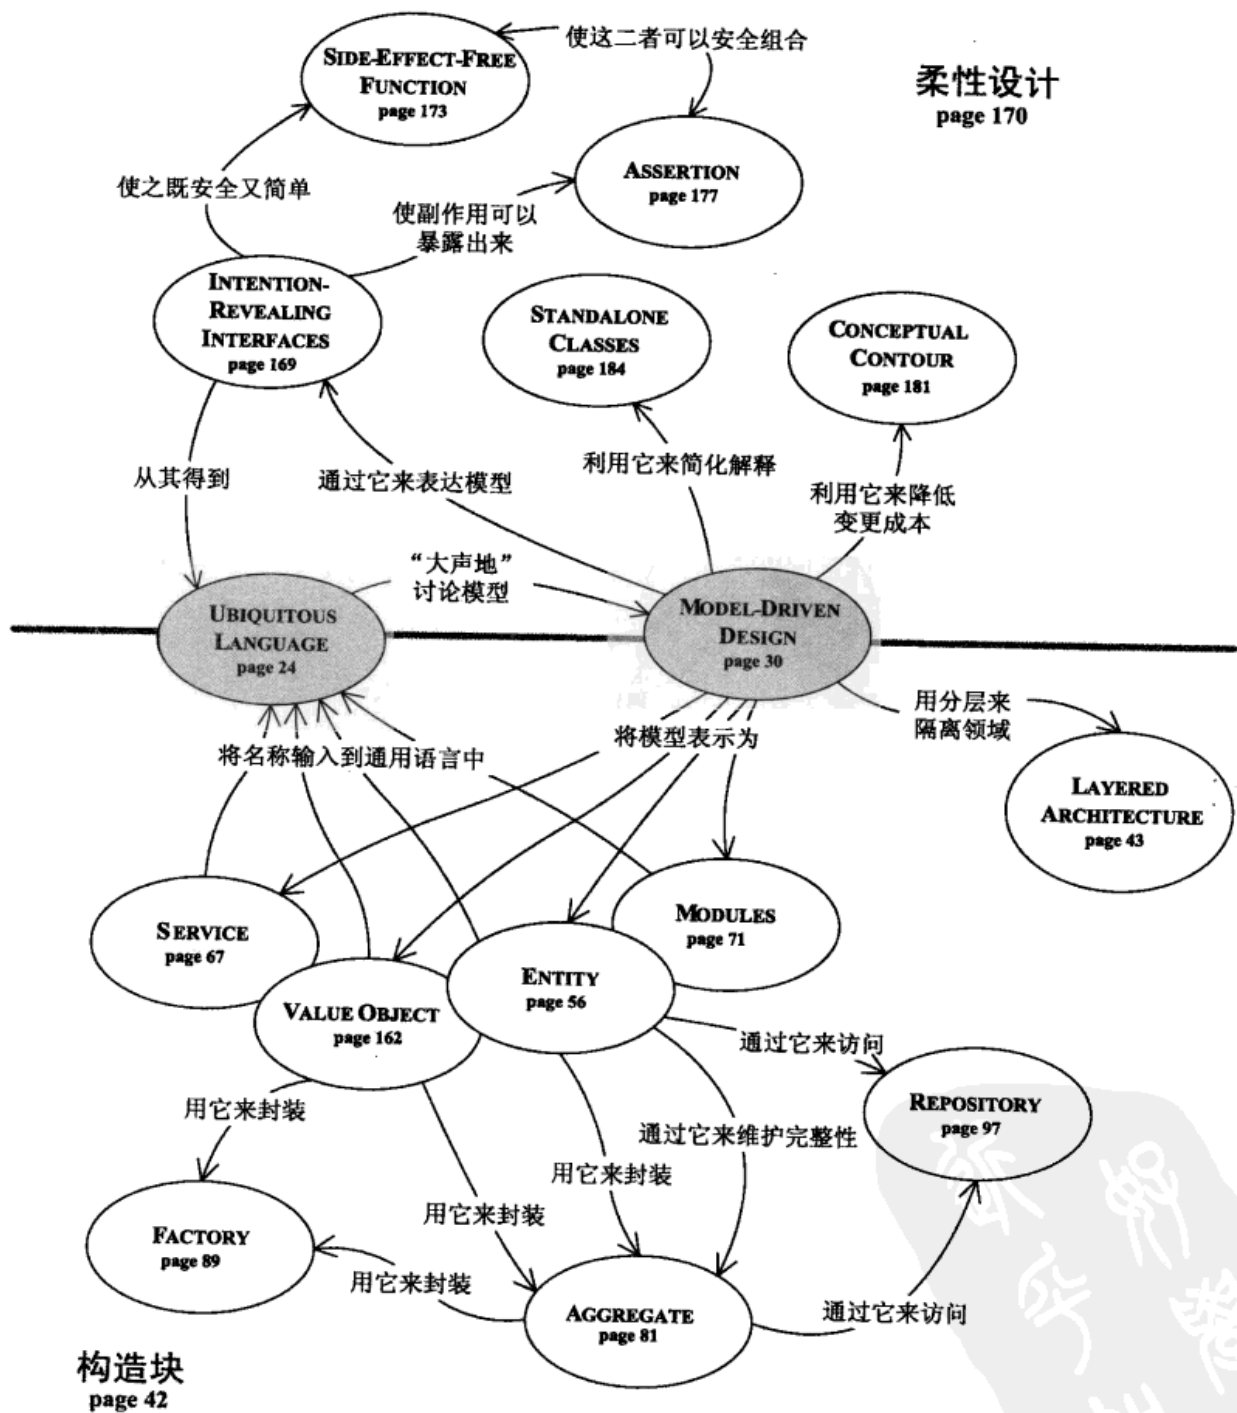 使这二者可以安全组合
SIDE-EFFECT-FREE
FUNCTION
page 173
柔性设计
page 170
ASSERTION
page 177
使之既安全又简单
使副作用可以
暴露出来
INTENTION-
REVEALING
INTERFACES
page 169
STANDALONE
CLASSES
page 184
CONCEPTUAL
CONTOUR
page 181
从其得到
通过它来表达模型
利用它来简化解释
利用它来降低
变更成本
“大声地”
讨论模型
UBIQUITOUS
LANGUAGE
page 24
MODEL-DRIVEN
DESIGN
page 30
用分层来
隔离领域
将名称输入到通用语言中
将模型表示为
LAYERED
ARCHITECTURE
page 43
SERVICE
page 67
MODULES
page 71
ENTITY
page 56
VALUE OBJECT
page 162
通过它来访问
用它来封装
REPOSITORY
page 97
通过它来维护完整性
用它来封装
用它来封装
FACTORY
page 89
用它来封装
AGGREGATE
page 81
通过它来访问
构造块
page 42